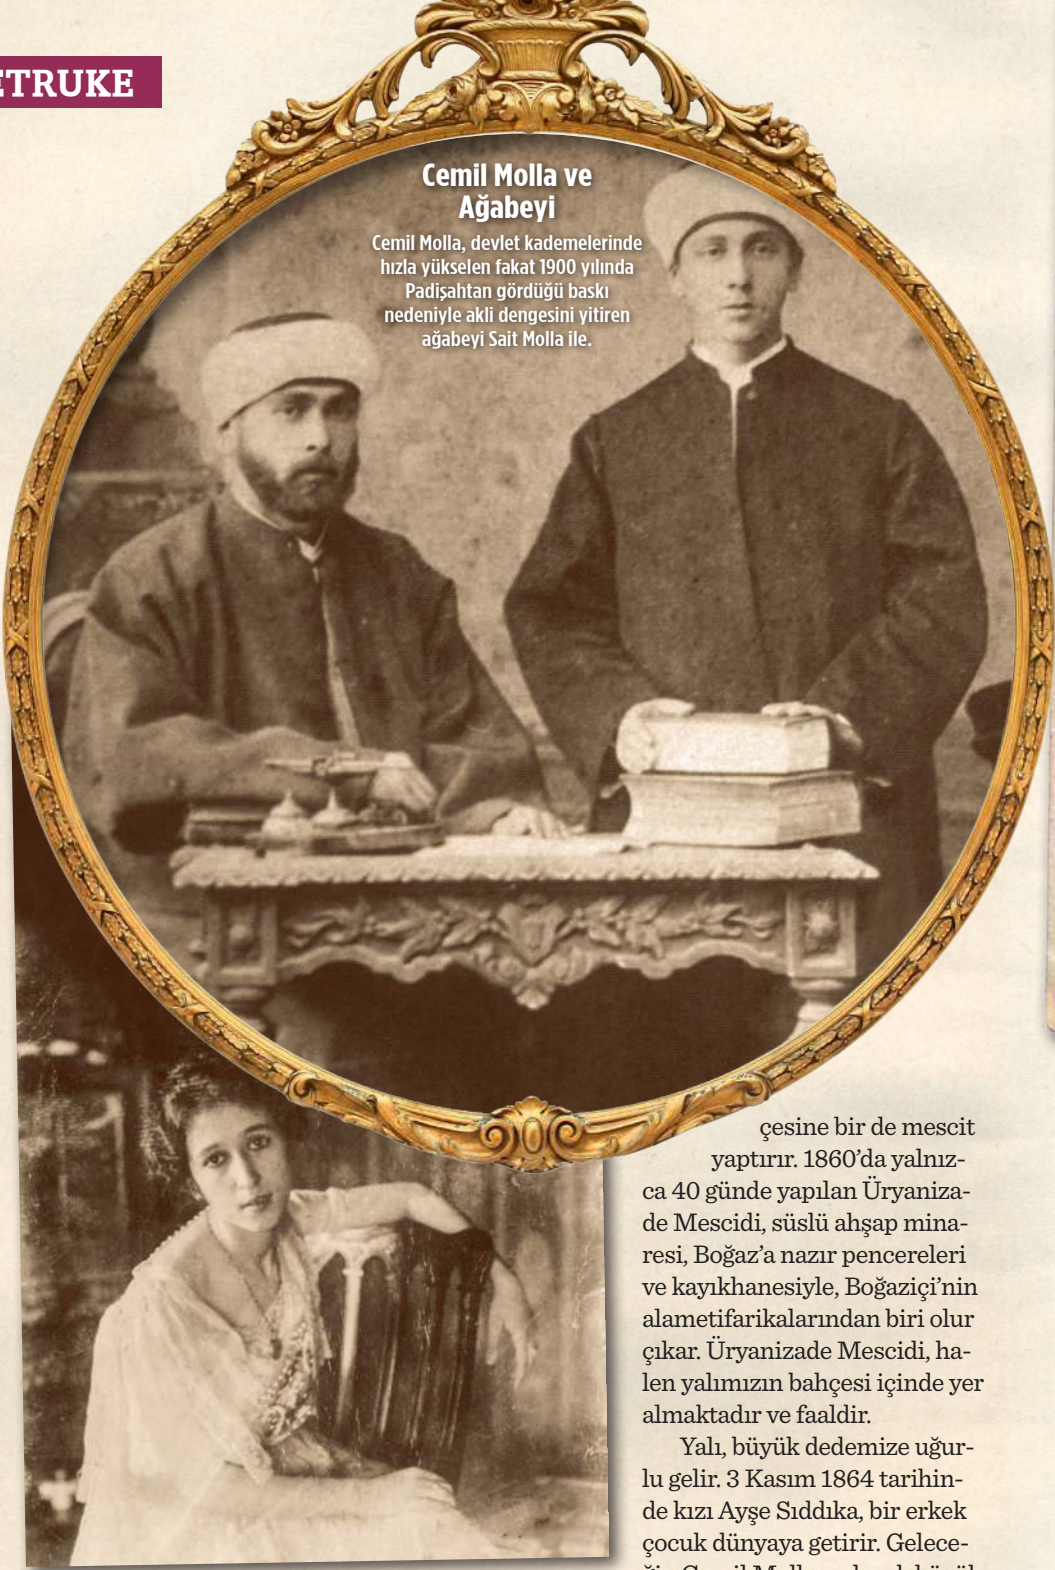 ETRUKE
Cemil Molla ve
Ağabeyi
Cemil Molla, devlet kademelerinde
hızla yükselen fakat 1900 yılında
Padişahtan gördüğü baskı
nedeniyle akli dengesini yitiren
ağabeyi Sait Molla ile.
çesine bir de mescit
yaptırır. 1860’da yalnız-
ca 40 günde yapılan Üryaniza-
de Mescidi, süslü ahşap mina-
resi, Boğaz’a nazır pencereleri
ve kayıkhanesiyle, Boğaziçi’nin
alametifarikalarından biri olur
çıkar. Üryanizade Mescidi, ha-
len yalımızın bahçesi içinde yer
almaktadır ve faaldir.
Yalı, büyük dedemize uğur-
lu gelir. 3 Kasım 1864 tarihin-
de kızı Ayşe Sıddıka, bir erkek
çocuk dünyaya getirir. Gelece-